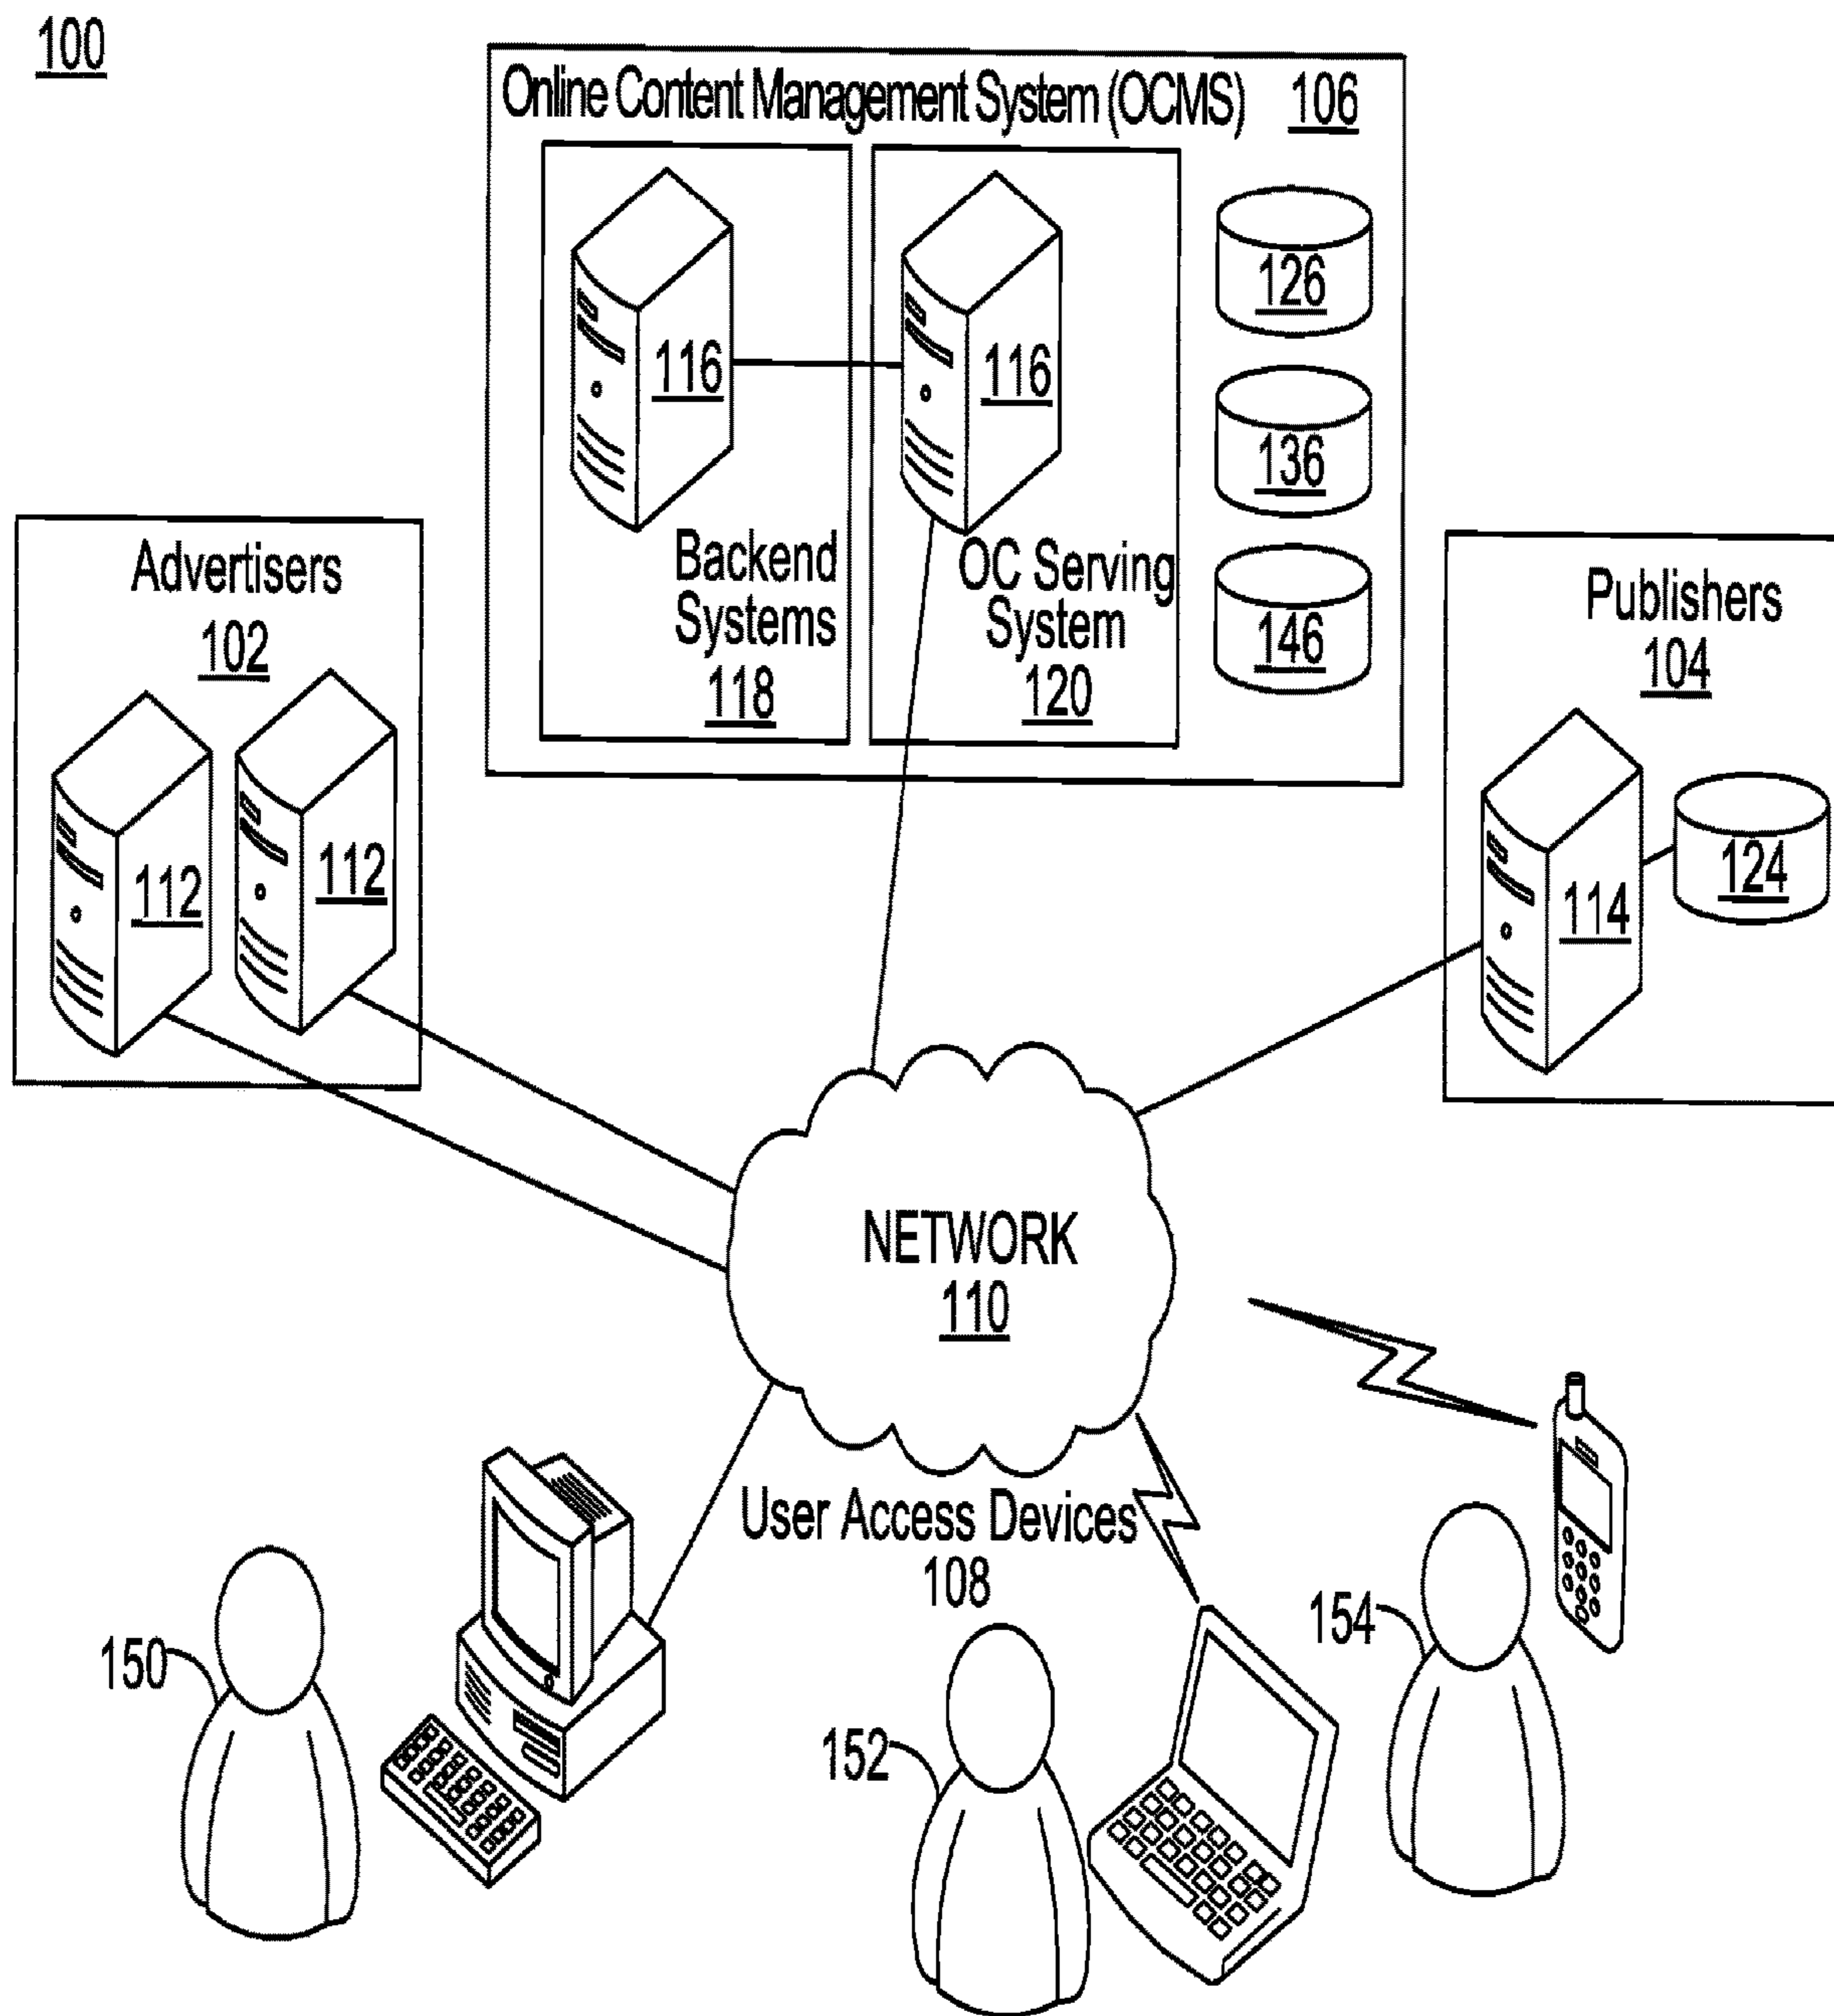 100
Online Content Management System (OCMS) 106
116
116
126
136
146
Backend
Systems
118
OC Serving
System
120
Advertisers
102
112
112
Publishers
104
114
124
NETWORK
110
User Access Devices
108
150
152
154